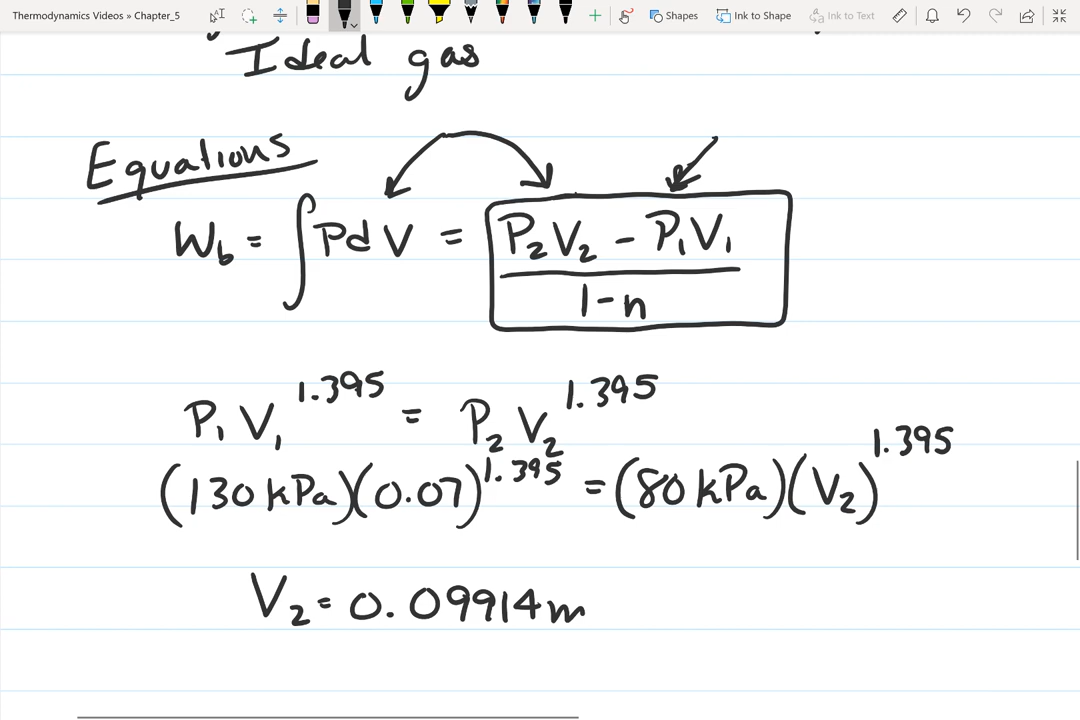 Thermodynamics Videos » Chapter_5
Shapes Ink to Shape Ink to Text
Ideal gas
Equations
W_b = ∫PdV = (P₂V₂ - P₁V₁)/(1-n)
P₁V₁^1.395 = P₂V₂^1.395
(130 kPa)(0.07)^1.395 = (80 kPa)(V₂)^1.395
V₂ = 0.09914m